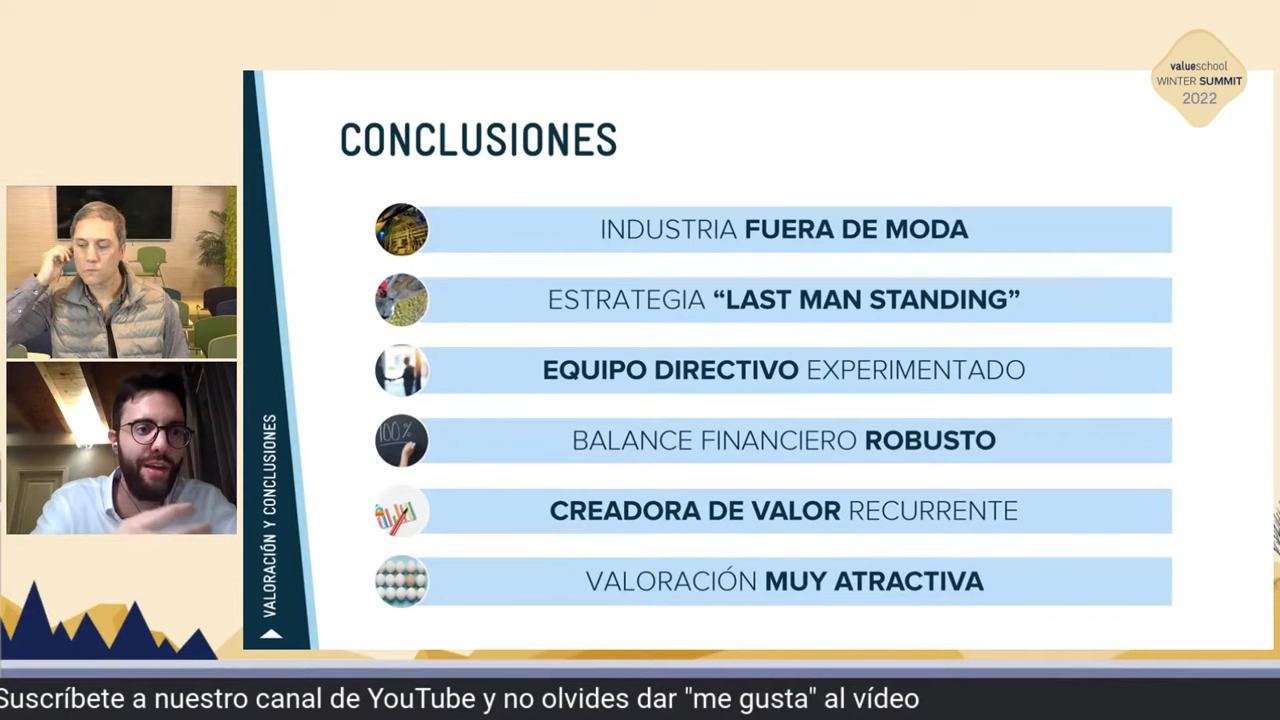 valueschool
WINTER SUMMIT
2022
CONCLUSIONES
INDUSTRIA FUERA DE MODA
ESTRATEGIA “LAST MAN STANDING”
EQUIPO DIRECTIVO EXPERIMENTADO
100%
BALANCE FINANCIERO ROBUSTO
CREADORA DE VALOR RECURRENTE
VALORACIÓN MUY ATRACTIVA
VALORACIÓN Y CONCLUSIONES
Suscríbete a nuestro canal de YouTube y no olvides dar "me gusta" al vídeo